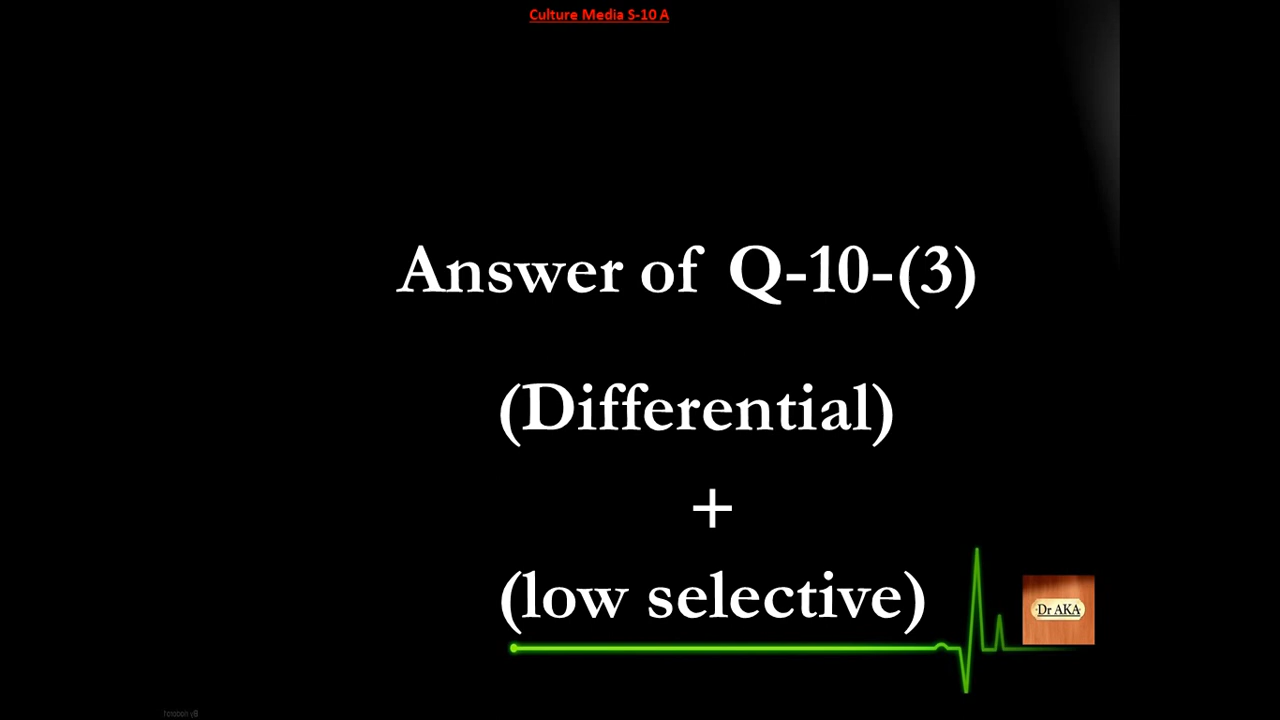 Culture Media S-10 A
Answer of Q-10-(3)
(Differential)
+
(low selective)
Dr AKA